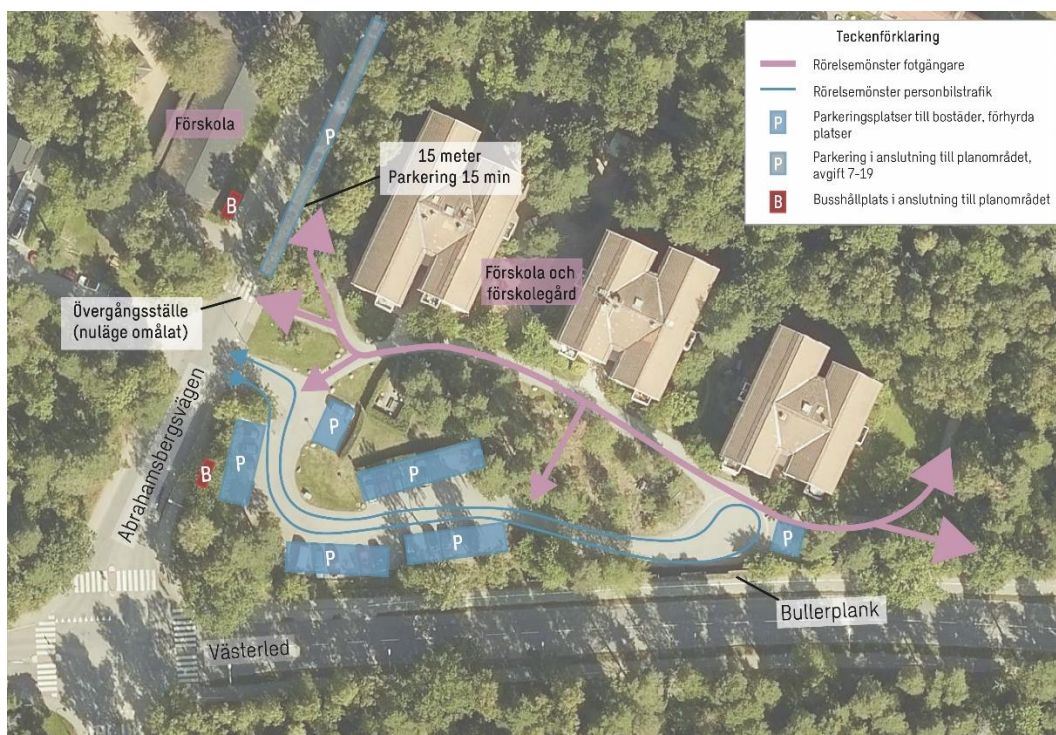 Teckenförklaring
Rörelsemönster fotgängare
Rörelsemönster personbilstrafik
P
Parkeringsplatser till bostäder, förhyrda
platser
P
Parkering i anslutning till planområdet,
avgift 7-19
B
Busshållplats i anslutning till planområdet
Förskola
P
15 meter
Parkering 15 min
B
Förskola och
förskolegård
Övergångsställe
(nuläge omålat)
Abrahamsbergsvägen
P
P
B
P
P
P
P
Bullerplank
Västerled